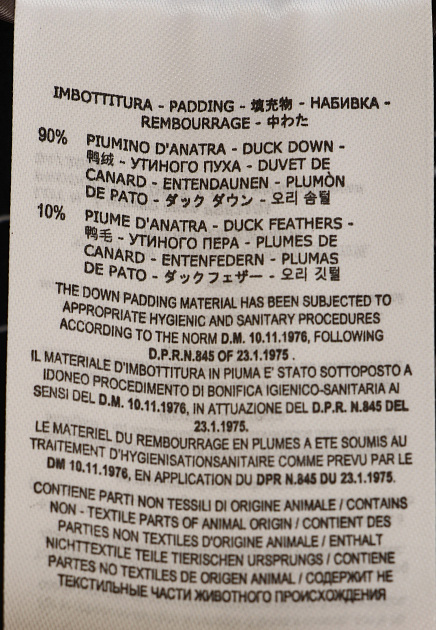 IMBOTTITURA - PADDING - 填充物 - НАБИВКА -
REMBOURRAGE - 中わた
90% PIUMINO D'ANATRA - DUCK DOWN -
鸭绒 - УТИНОГО ПУХА - DUVET DE
CANARD - ENTENDAUNEN - PLUMÒN
DE PATO - ダック ダウン - 오리 솜털
10% PIUME D'ANATRA - DUCK FEATHERS -
鸭毛 - УТИНОГО ПЕРА - PLUMES DE
CANARD - ENTENFEDERN - PLUMAS
DE PATO - ダックフェザー - 오리 깃털
THE DOWN PADDING MATERIAL HAS BEEN SUBJECTED TO
APPROPRIATE HYGIENIC AND SANITARY PROCEDURES
ACCORDING TO THE NORM D.M. 10.11.1976, FOLLOWING
D.P.R.N.845 OF 23.1.1975 .
IL MATERIALE D'IMBOTTITURA IN PIUMA E' STATO SOTTOPOSTO A
IDONEO PROCEDIMENTO DI BONIFICA IGIENICO-SANITARIA AI
SENSI DEL D.M. 10.11.1976, IN ATTUAZIONE DEL D.P.R. N.845 DEL
23.1.1975.
LE MATERIEL DU REMBOURRAGE EN PLUMES A ETE SOUMIS AU
TRAITEMENT D'HYGIENISATIONSANITAIRE COMME PREVU PAR LE
DM 10.11.1976, EN APPLICATION DU DPR N.845 DU 23.1.1975.
CONTIENE PARTI NON TESSILI DI ORIGINE ANIMALE / CONTAINS
NON - TEXTILE PARTS OF ANIMAL ORIGIN / CONTIENT DES
PARTIES NON TEXTILES D'ORIGINE ANIMALE / ENTHALT
NICHTTEXTILE TEILE TIERISCHEN URSPRUNGS / CONTIENE
PARTES NO TEXTILES DE ORIGEN ANIMAL / СОДЕРЖИТ НЕ
ТЕКСТИЛЬНЫЕ ЧАСТИ ЖИВОТНОГО ПРОИСХОЖДЕНИЯ